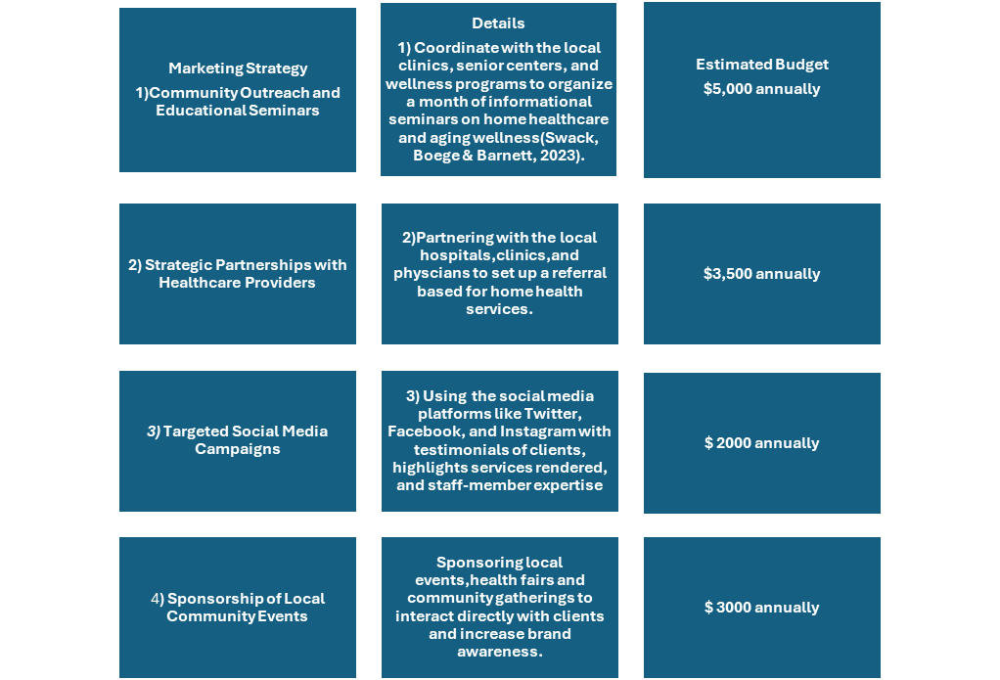 Marketing Strategy
1)Community Outreach and
Educational Seminars
Details
1) Coordinate with the local
clinics, senior centers, and
wellness programs to organize
a month of informational
seminars on home healthcare
and aging wellness(Swack,
Boege & Barnett, 2023).
Estimated Budget
$5,000 annually
2) Strategic Partnerships with
Healthcare Providers
2)Partnering with the local
hospitals,clinics,and
physcians to set up a referral
based for home health
services.
$3,500 annually
3) Targeted Social Media
Campaigns
3) Using the social media
platforms like Twitter,
Facebook, and Instagram with
testimonials of clients,
highlights services rendered,
and staff-member expertise
$ 2000 annually
4) Sponsorship of Local
Community Events
Sponsoring local
events,health fairs and
community gatherings to
interact directly with clients
and increase brand
awareness.
$ 3000 annually